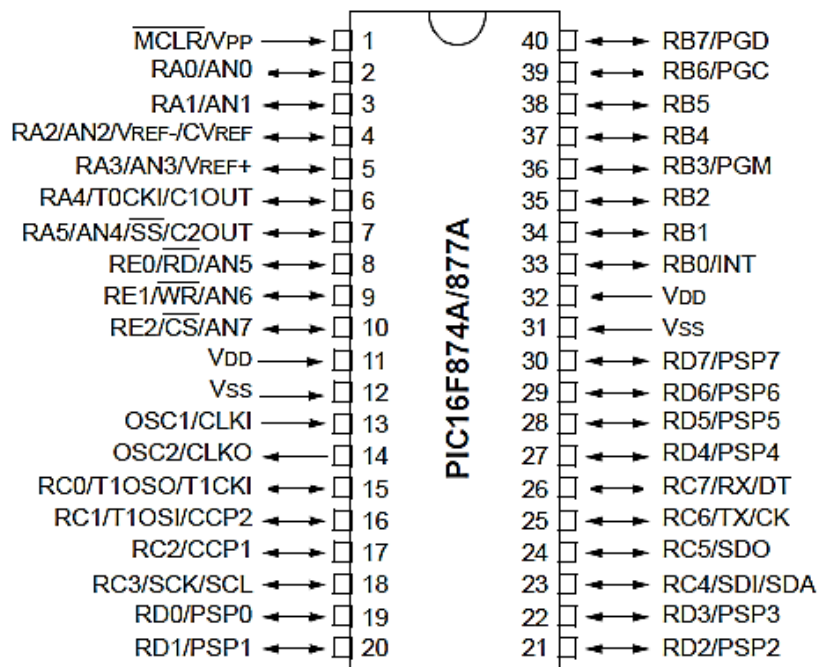 MCLR/VPP 1 40 RB7/PGD
RA0/AN0 2 39 RB6/PGC
RA1/AN1 3 38 RB5
RA2/AN2/VREF-/CVREF 4 37 RB4
RA3/AN3/VREF+ 5 36 RB3/PGM
RA4/T0CKI/C1OUT 6 35 RB2
RA5/AN4/SS/C2OUT 7 34 RB1
RE0/RD/AN5 8 33 RB0/INT
RE1/WR/AN6 9 32 VDD
RE2/CS/AN7 10 31 VSS
VDD 11 30 RD7/PSP7
VSS 12 29 RD6/PSP6
OSC1/CLKI 13 28 RD5/PSP5
OSC2/CLKO 14 27 RD4/PSP4
RC0/T1OSO/T1CKI 15 26 RC7/RX/DT
RC1/T1OSI/CCP2 16 25 RC6/TX/CK
RC2/CCP1 17 24 RC5/SDO
RC3/SCK/SCL 18 23 RC4/SDI/SDA
RD0/PSP0 19 22 RD3/PSP3
RD1/PSP1 20 21 RD2/PSP2
PIC16F874A/877A